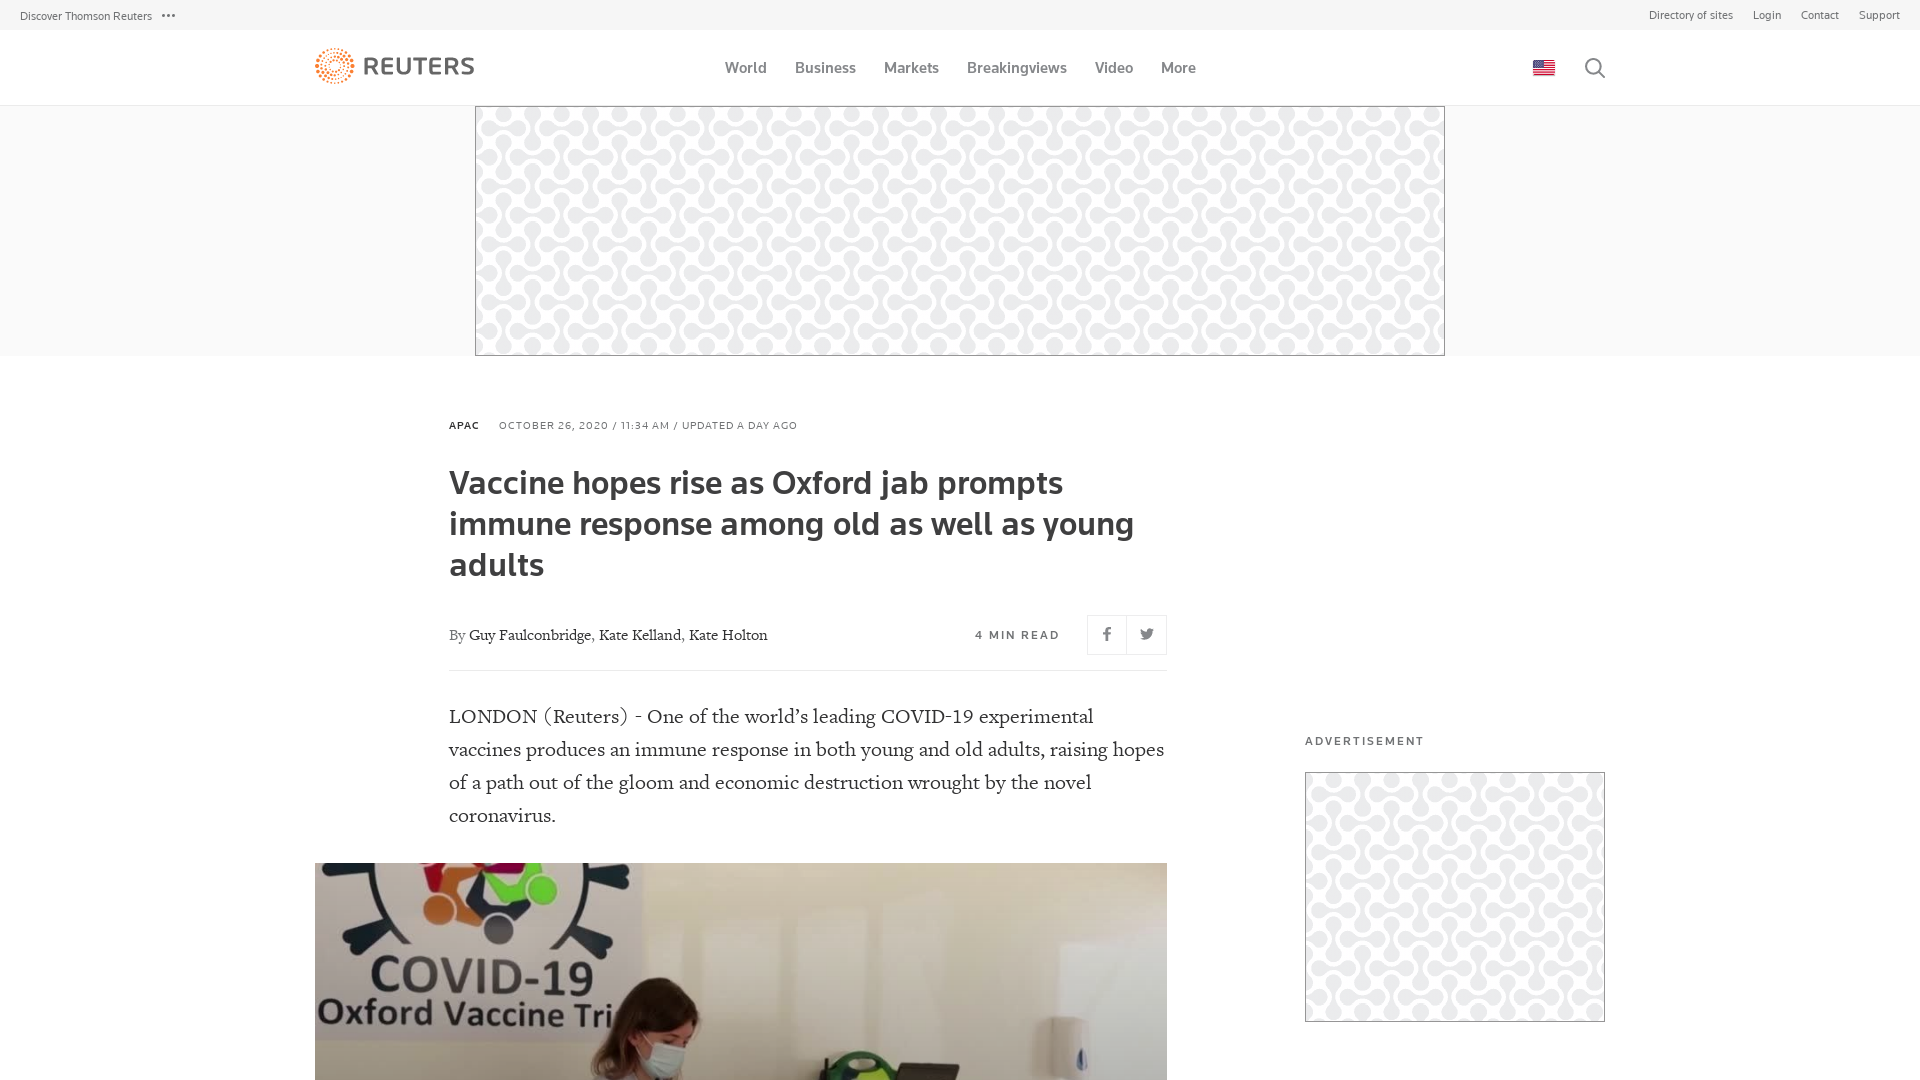 Discover Thomson Reuters
Directory of sites Login Contact Support
REUTERS
World Business Markets Breakingviews Video More
APAC OCTOBER 26, 2020 / 11:34 AM / UPDATED A DAY AGO
Vaccine hopes rise as Oxford jab prompts
immune response among old as well as young
adults
By Guy Faulconbridge, Kate Kelland, Kate Holton
4 MIN READ
LONDON (Reuters) - One of the world’s leading COVID-19 experimental
vaccines produces an immune response in both young and old adults, raising hopes
of a path out of the gloom and economic destruction wrought by the novel
coronavirus.
ADVERTISEMENT
COVID-19
Oxford Vaccine Tri